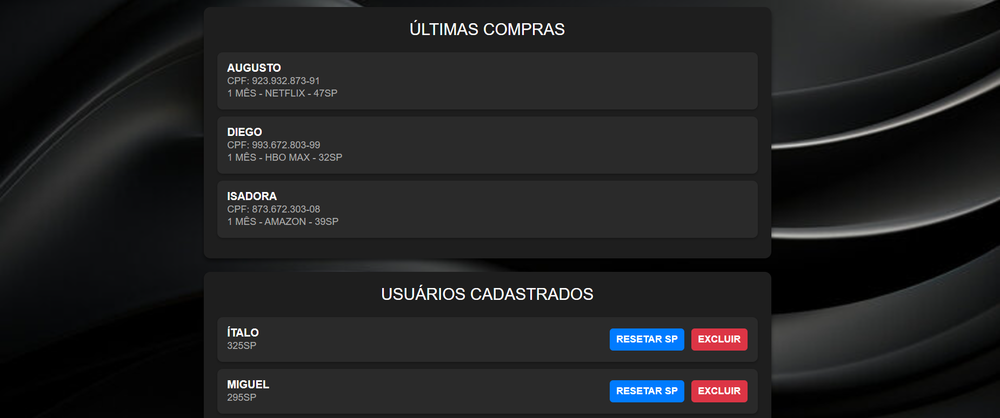 ÚLTIMAS COMPRAS
AUGUSTO
CPF: 923.932.873-91
1 MÊS - NETFLIX - 47SP
DIEGO
CPF: 993.672.803-99
1 MÊS - HBO MAX - 32SP
ISADORA
CPF: 873.672.303-08
1 MÊS - AMAZON - 39SP
USUÁRIOS CADASTRADOS
ÍTALO
325SP
RESETAR SP
EXCLUIR
MIGUEL
295SP
RESETAR SP
EXCLUIR